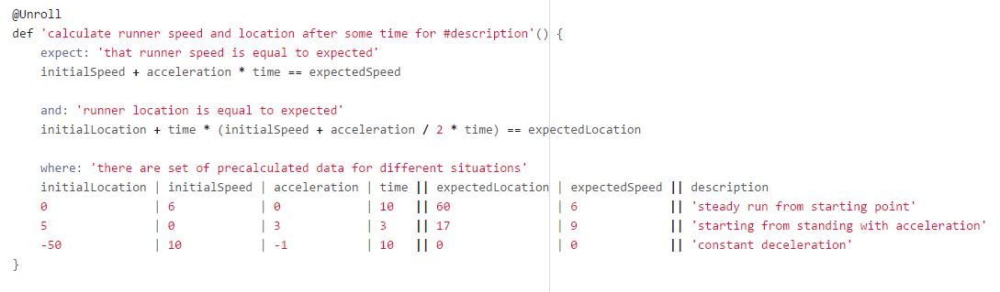 @Unroll
def 'calculate runner speed and location after some time for #description'() {
    expect: 'that runner speed is equal to expected'
    initialSpeed + acceleration * time == expectedSpeed

    and: 'runner location is equal to expected'
    initialLocation + time * (initialSpeed + acceleration / 2 * time) == expectedLocation

    where: 'there are set of precalculated data for different situations'
    initialLocation | initialSpeed | acceleration | time || expectedLocation | expectedSpeed || description
    0               | 6            | 0            | 10   || 60               | 6             || 'steady run from starting point'
    5               | 0            | 3            | 3    || 17               | 9             || 'starting from standing with acceleration'
    -50             | 10           | -1           | 10   || 0                | 0             || 'constant deceleration'
}